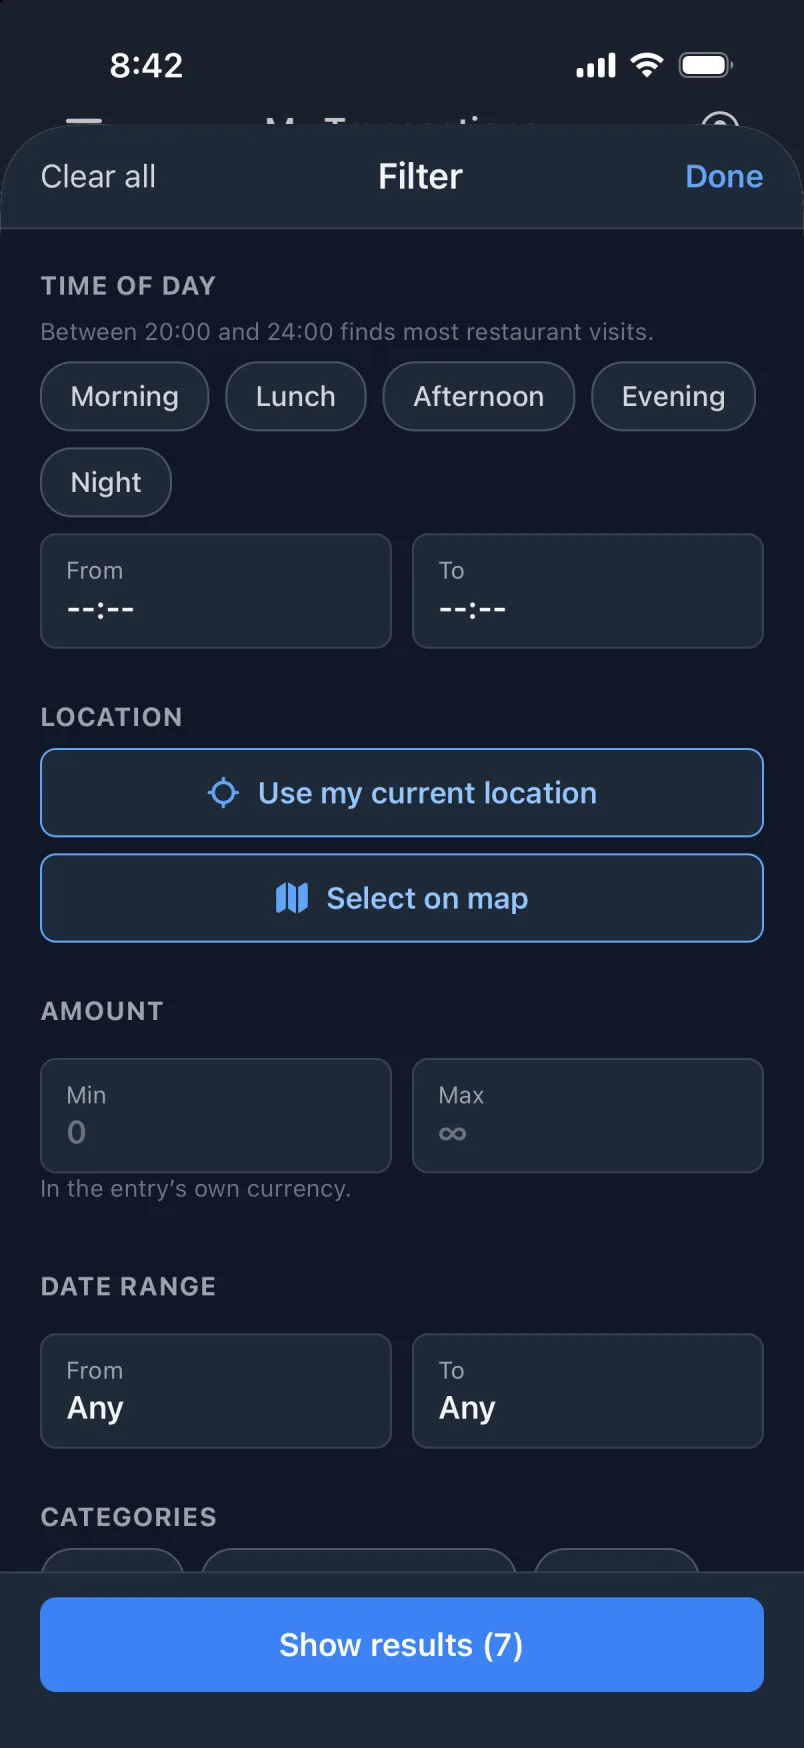 8:42
Clear all
Filter
Done
TIME OF DAY
Between 20:00 and 24:00 finds most restaurant visits.
Morning
Lunch
Afternoon
Evening
Night
From
--:--
To
--:--
LOCATION
Use my current location
Select on map
AMOUNT
Min
0
Max
∞
In the entry’s own currency.
DATE RANGE
From
Any
To
Any
CATEGORIES
Show results (7)